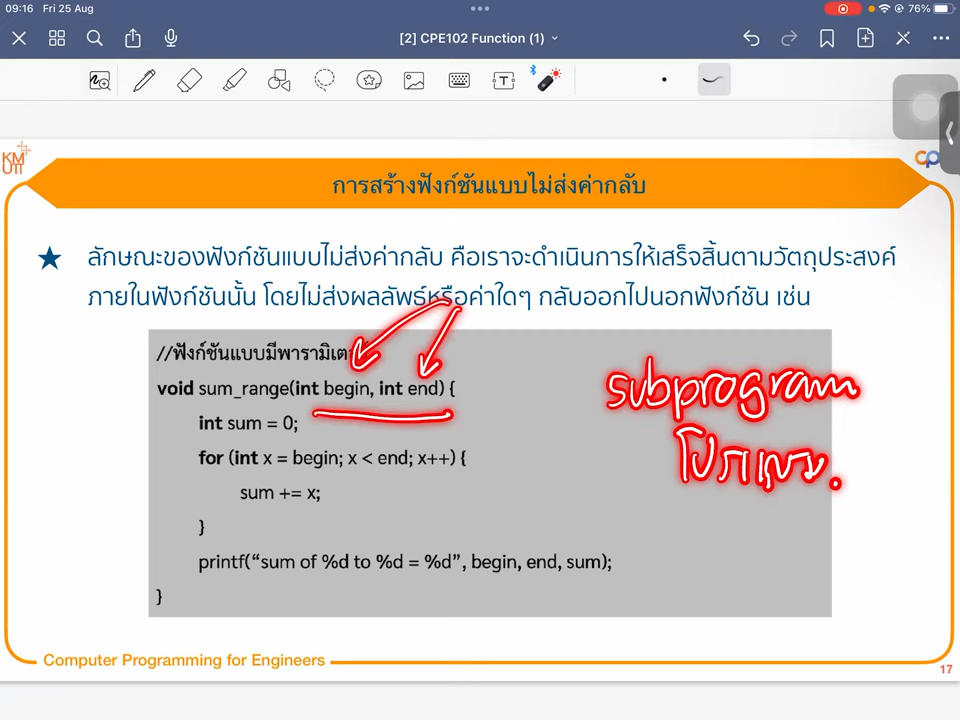 09:16 Fri 25 Aug
76%
[2] CPE102 Function (1)
T
KM
UTT
cp
การสร้างฟังก์ชันแบบไม่ส่งค่ากลับ
ลักษณะของฟังก์ชันแบบไม่ส่งค่ากลับ คือเราจะดำเนินการให้เสร็จสิ้นตามวัตถุประสงค์
ภายในฟังก์ชันนั้น โดยไม่ส่งผลลัพธ์หรือค่าใดๆ กลับออกไปนอกฟังก์ชัน เช่น
//ฟังก์ชันแบบมีพารามิเต
void sum_range(int begin, int end) {
int sum = 0;
for (int x = begin; x < end; x++) {
sum += x;
}
printf(“sum of %d to %d = %d”, begin, end, sum);
}
subprogram
โปรแกรม.
Computer Programming for Engineers
17